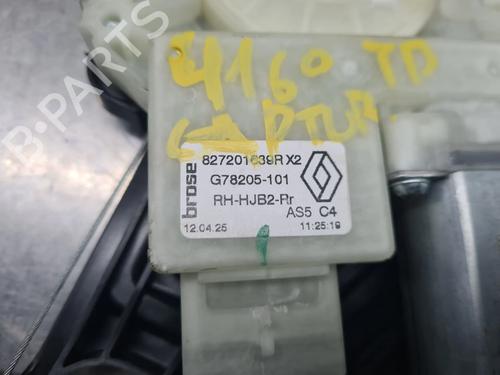 4160 TD
CAPTUR
brose
827201639R X2
G78205-101
RH-HJB2-Rr
AS5 C4
12.04.25
11:25:19
B-PARTS